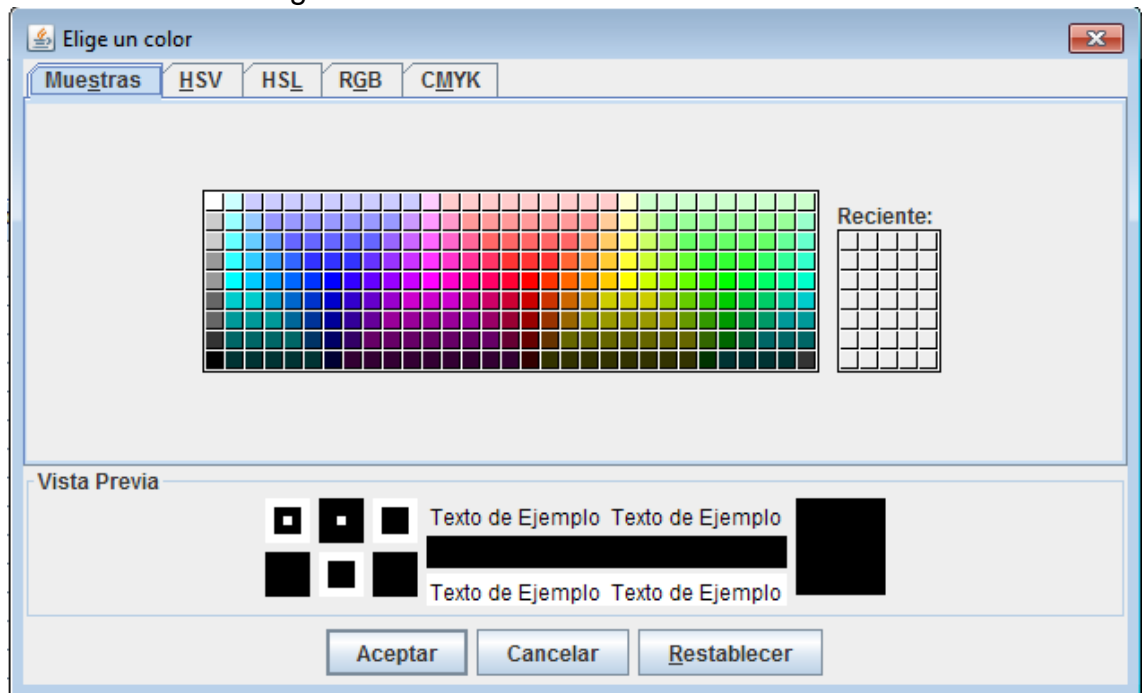 Elige un color
Muestras HSV HSL RGB CMYK
Reciente:
Vista Previa
Texto de Ejemplo Texto de Ejemplo
Texto de Ejemplo Texto de Ejemplo
Aceptar Cancelar Restablecer